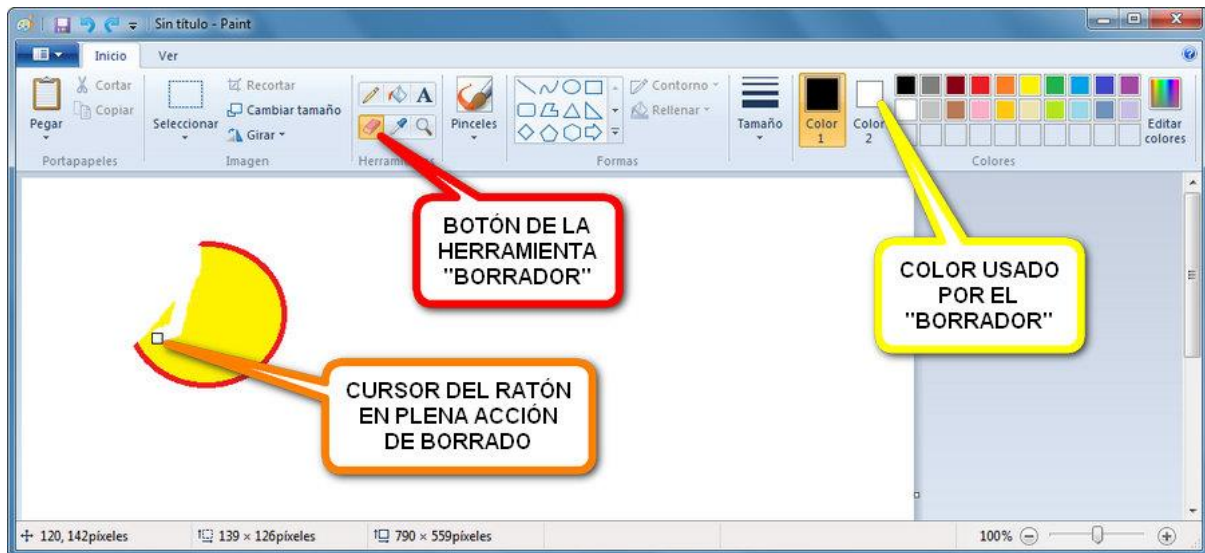 Sin título - Paint
Inicio Ver
Pegar
Cortar
Copiar
Portapapeles
Seleccionar
Recortar
Cambiar tamaño
Girar
Imagen
A
Herramientas
Pinceles
Contorno
Rellenar
Formas
Tamaño
Color
1
Color
2
Editar
colores
Colores
BOTÓN DE LA
HERRAMIENTA
"BORRADOR"
COLOR USADO
POR EL
"BORRADOR"
CURSOR DEL RATÓN
EN PLENA ACCIÓN
DE BORRADO
120, 142píxeles 139 × 126píxeles 790 × 559píxeles 100%